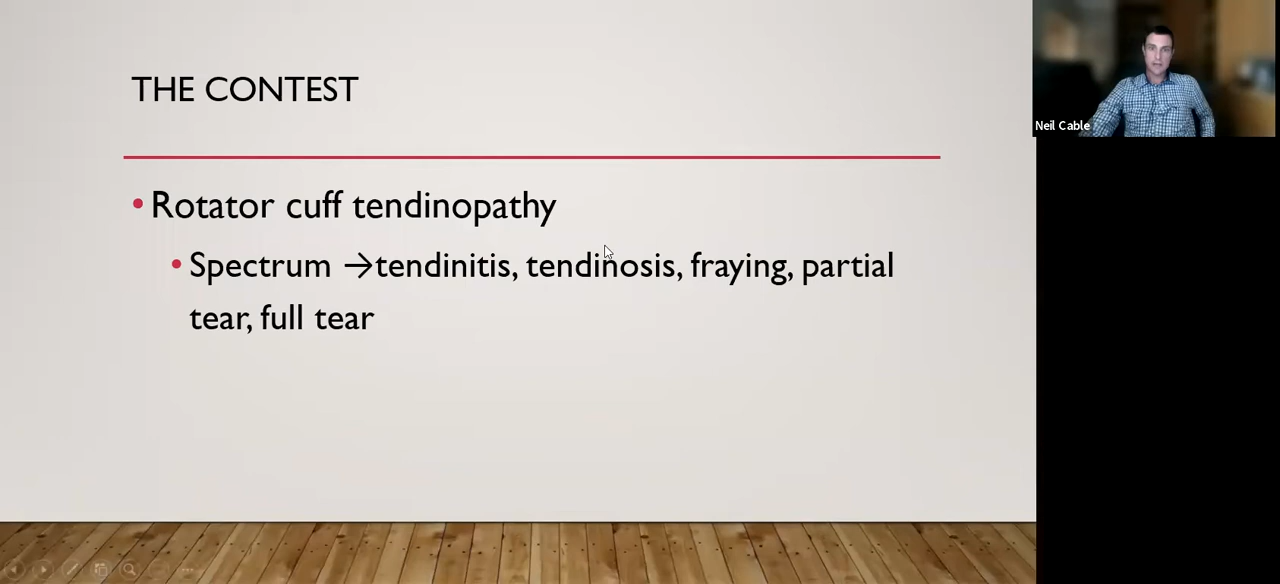 THE CONTEST
• Rotator cuff tendinopathy
• Spectrum →tendinitis, tendinosis, fraying, partial
tear, full tear
Neil Cable